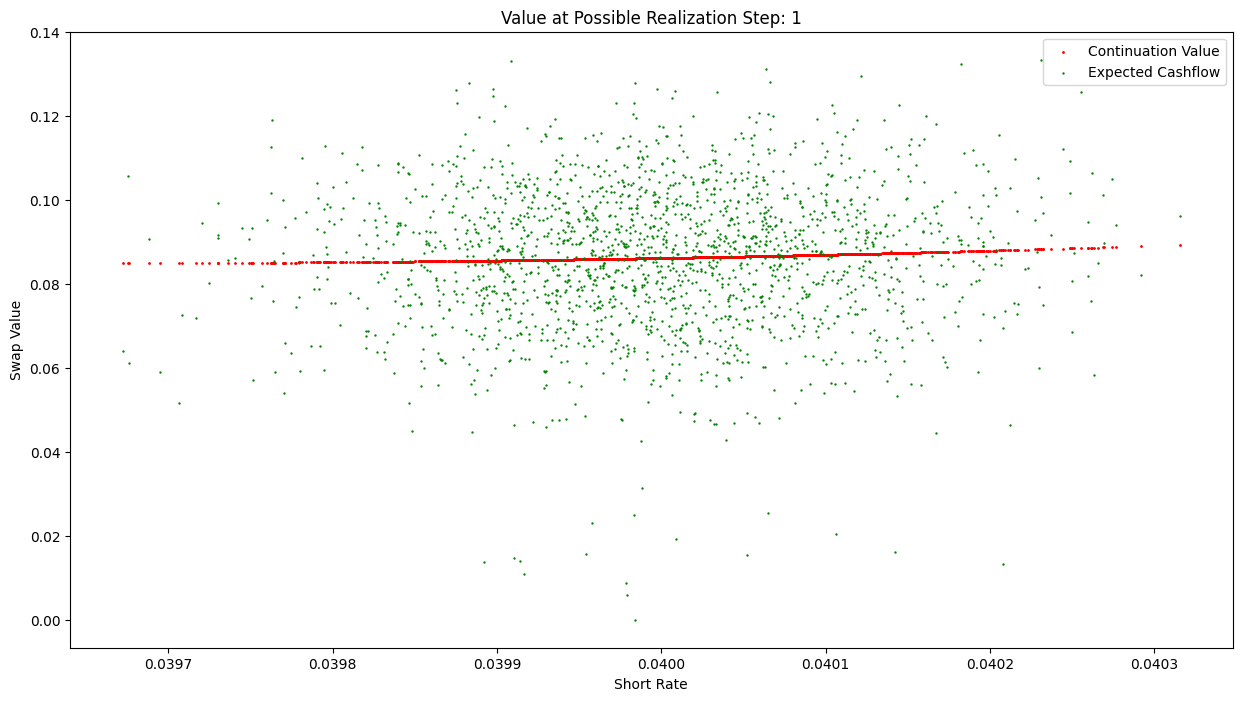 Value at Possible Realization Step: 1
Continuation Value
Expected Cashflow
Swap Value
0.14
0.12
0.10
0.08
0.06
0.04
0.02
0.00
0.0397 0.0398 0.0399 0.0400 0.0401 0.0402 0.0403
Short Rate